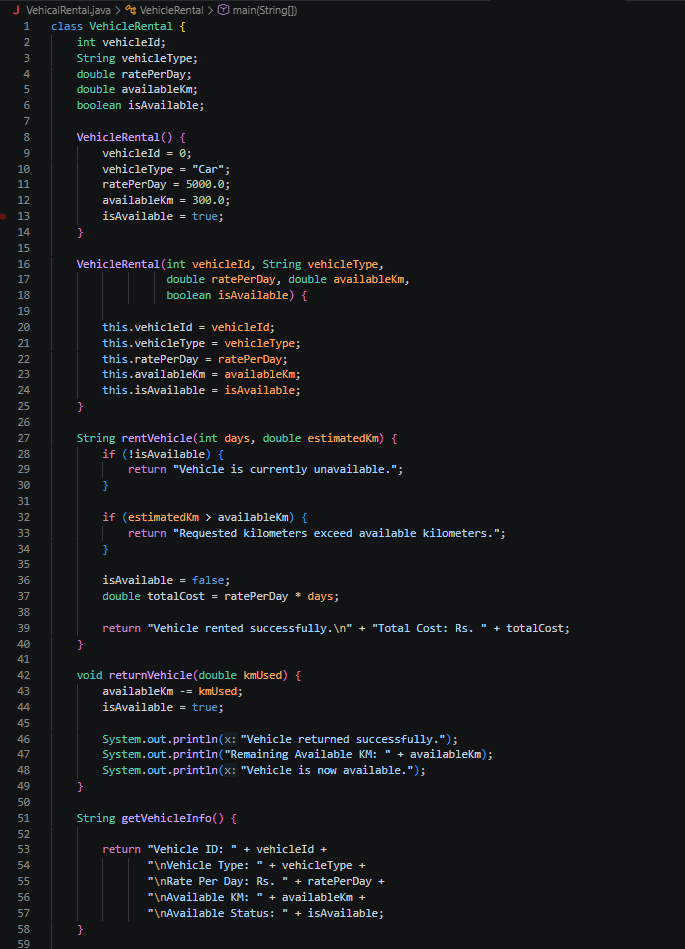 VehicalRental.java > VehicleRental > main(String[])
1 class VehicleRental {
2     int vehicleId;
3     String vehicleType;
4     double ratePerDay;
5     double availableKm;
6     boolean isAvailable;
7
8     VehicleRental() {
9         vehicleId = 0;
10         vehicleType = "Car";
11         ratePerDay = 5000.0;
12         availableKm = 300.0;
13         isAvailable = true;
14     }
15
16     VehicleRental(int vehicleId, String vehicleType,
17                   double ratePerDay, double availableKm,
18                   boolean isAvailable) {
19
20         this.vehicleId = vehicleId;
21         this.vehicleType = vehicleType;
22         this.ratePerDay = ratePerDay;
23         this.availableKm = availableKm;
24         this.isAvailable = isAvailable;
25     }
26
27     String rentVehicle(int days, double estimatedKm) {
28         if (!isAvailable) {
29             return "Vehicle is currently unavailable.";
30         }
31
32         if (estimatedKm > availableKm) {
33             return "Requested kilometers exceed available kilometers.";
34         }
35
36         isAvailable = false;
37         double totalCost = ratePerDay * days;
38
39         return "Vehicle rented successfully.\n" + "Total Cost: Rs. " + totalCost;
40     }
41
42     void returnVehicle(double kmUsed) {
43         availableKm -= kmUsed;
44         isAvailable = true;
45
46         System.out.println(x: "Vehicle returned successfully.");
47         System.out.println("Remaining Available KM: " + availableKm);
48         System.out.println(x: "Vehicle is now available.");
49     }
50
51     String getVehicleInfo() {
52
53         return "Vehicle ID: " + vehicleId +
54                "\nVehicle Type: " + vehicleType +
55                "\nRate Per Day: Rs. " + ratePerDay +
56                "\nAvailable KM: " + availableKm +
57                "\nAvailable Status: " + isAvailable;
58     }
59